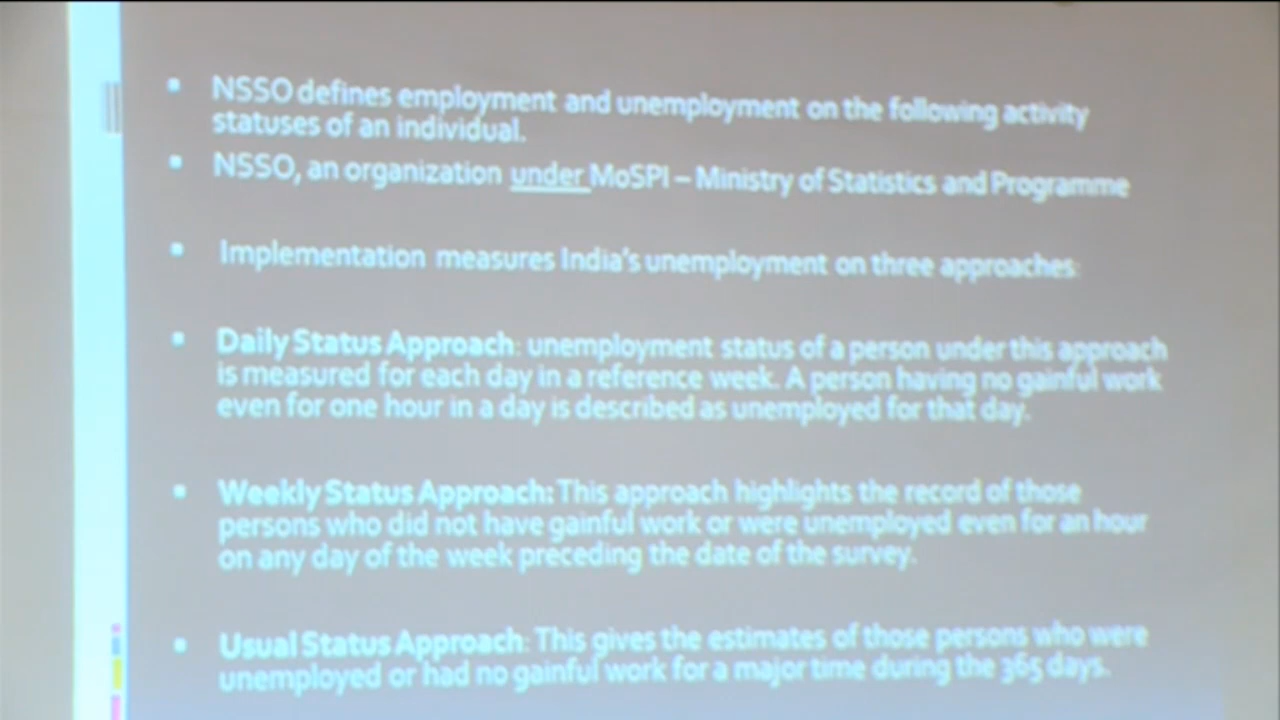 NSSO defines employment and unemployment on the following activity
statuses of an individual.
NSSO, an organization under MoSPI – Ministry of Statistics and Programme
Implementation measures India's unemployment on three approaches:
Daily Status Approach: unemployment status of a person under this approach
is measured for each day in a reference week. A person having no gainful work
even for one hour in a day is described as unemployed for that day.
Weekly Status Approach: This approach highlights the record of those
persons who did not have gainful work or were unemployed even for an hour
on any day of the week preceding the date of the survey.
Usual Status Approach: This gives the estimates of those persons who were
unemployed or had no gainful work for a major time during the 365 days.